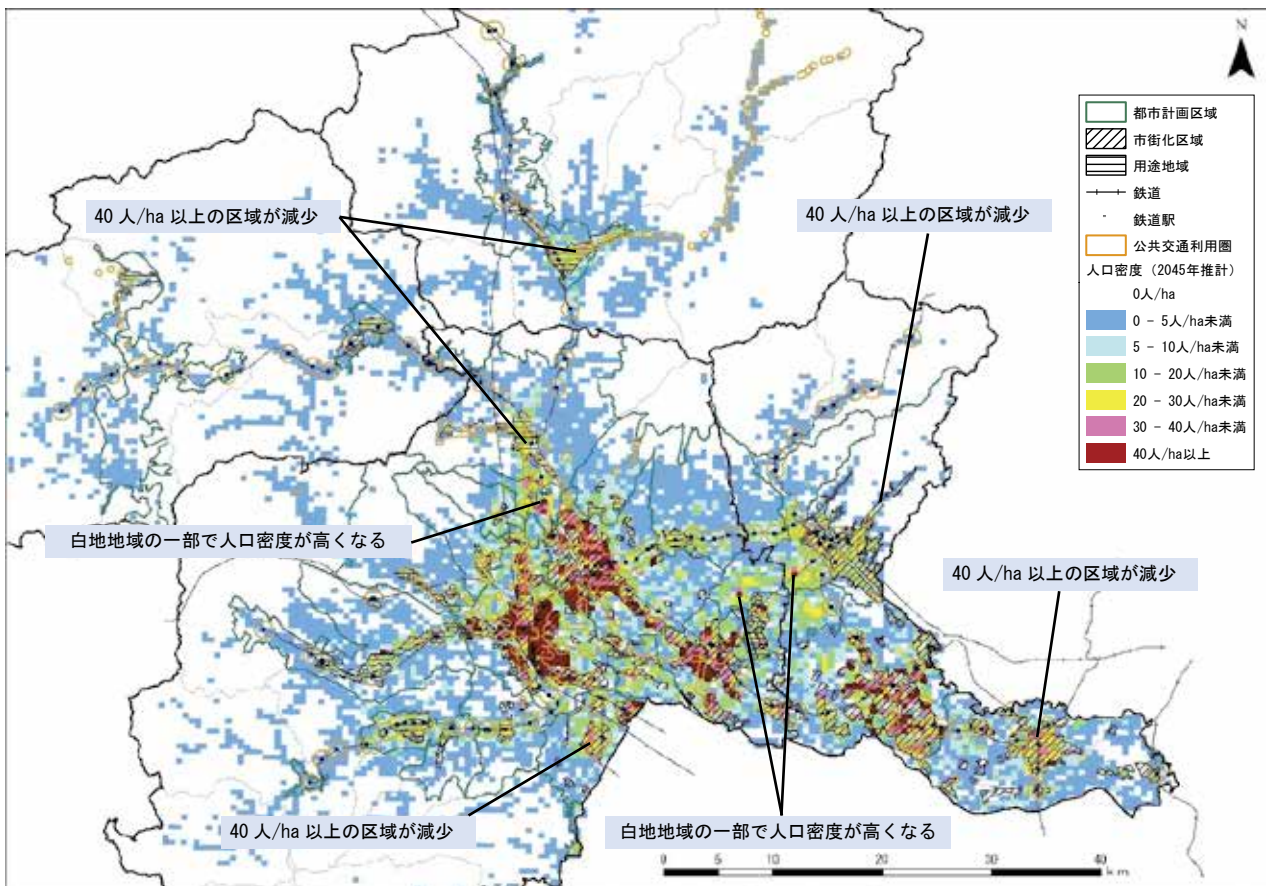 N
都市計画区域
市街化区域
用途地域
鉄道
鉄道駅
公共交通利用圏
人口密度（2045年推計）
0人/ha
0 - 5人/ha未満
5 - 10人/ha未満
10 - 20人/ha未満
20 - 30人/ha未満
30 - 40人/ha未満
40人/ha以上
40 人/ha 以上の区域が減少
40 人/ha 以上の区域が減少
白地地域の一部で人口密度が高くなる
40 人/ha 以上の区域が減少
40 人/ha 以上の区域が減少
白地地域の一部で人口密度が高くなる
0 5 10 20 30 40
km